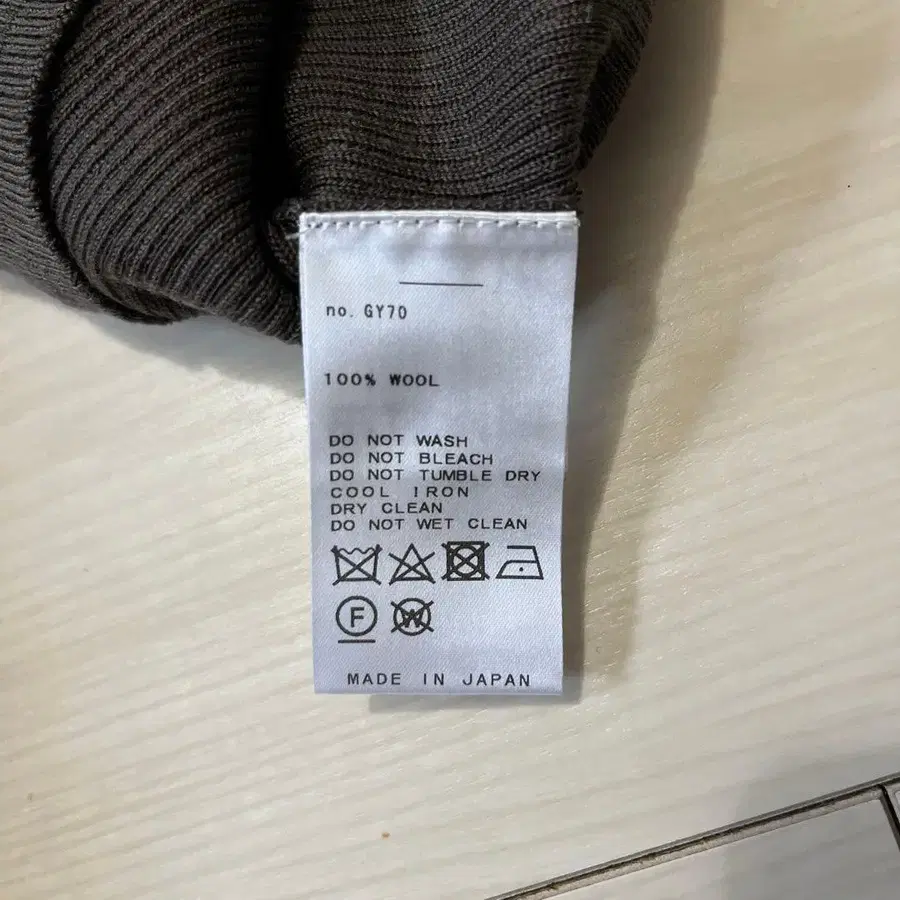 no. GY70
100% WOOL
DO NOT WASH
DO NOT BLEACH
DO NOT TUMBLE DRY
COOL IRON
DRY CLEAN
DO NOT WET CLEAN
F W
MADE IN JAPAN